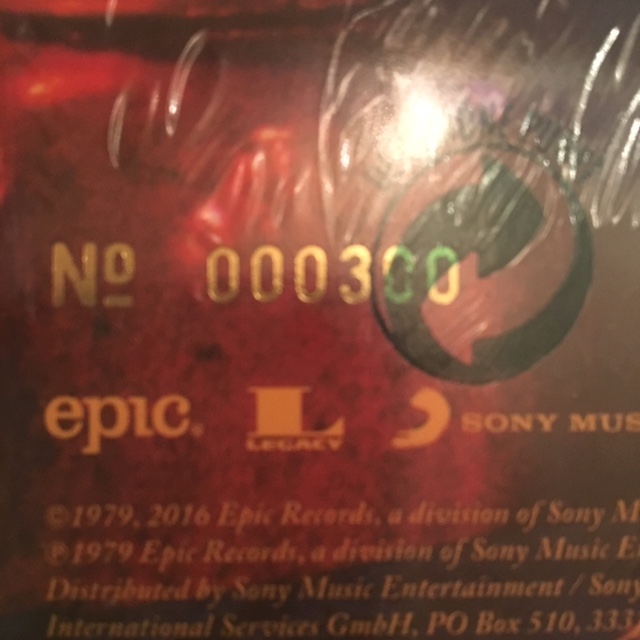 Nº 000300
epic®
L
LEGACY
SONY MUS
©1979, 2016 Epic Records, a division of Sony M
℗1979 Epic Records, a division of Sony Music E
Distributed by Sony Music Entertainment / Sony
International Services GmbH, PO Box 510, 333